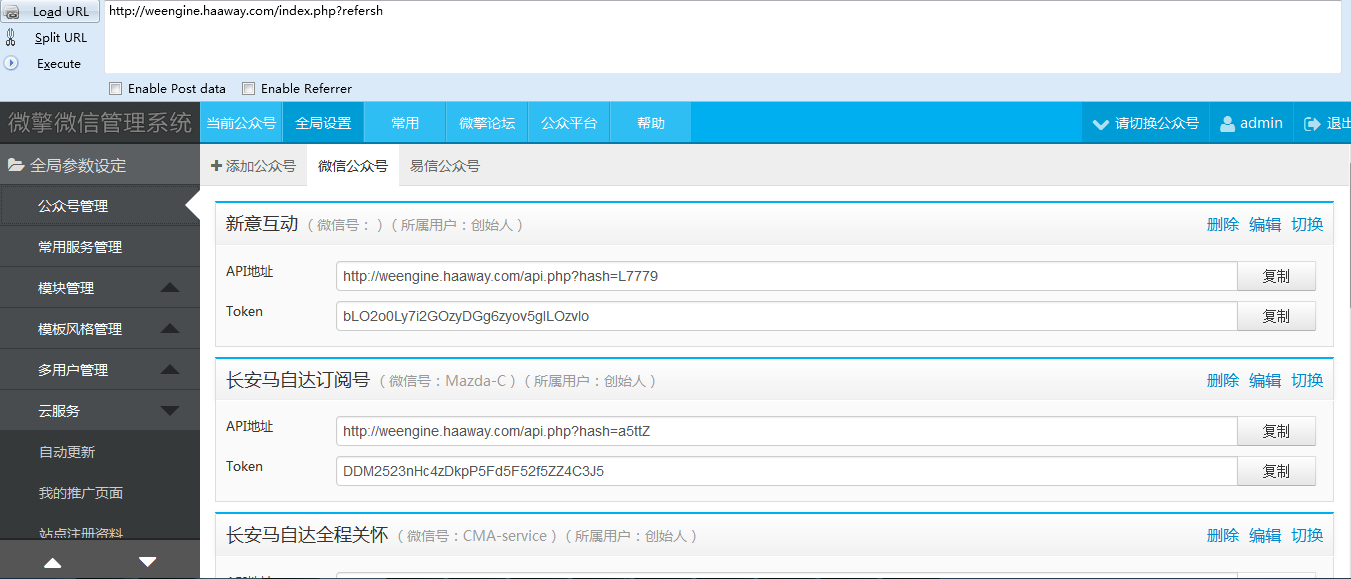 Load URL
http://weengine.haaway.com/index.php?refersh
Split URL
Execute
Enable Post data Enable Referrer
微擎微信管理系统 当前公众号 全局设置 常用 微擎论坛 公众平台 帮助 请切换公众号 admin 退出
全局参数设定 添加公众号 微信公众号 易信公众号
公众号管理
常用服务管理
模块管理
模板风格管理
多用户管理
云服务
自动更新
我的推广页面
站点注册资料
新意互动 ( 微信号： ) ( 所属用户：创始人 ) 删除 编辑 切换
API地址 http://weengine.haaway.com/api.php?hash=L7779 复制
Token bLO2o0Ly7i2GOzyDGg6zyov5glLOzvlo 复制
长安马自达订阅号 ( 微信号：Mazda-C ) ( 所属用户：创始人 ) 删除 编辑 切换
API地址 http://weengine.haaway.com/api.php?hash=a5ttZ 复制
Token DDM2523nHc4zDkpP5Fd5F52f5ZZ4C3J5 复制
长安马自达全程关怀 ( 微信号：CMA-service ) ( 所属用户：创始人 ) 删除 编辑 切换